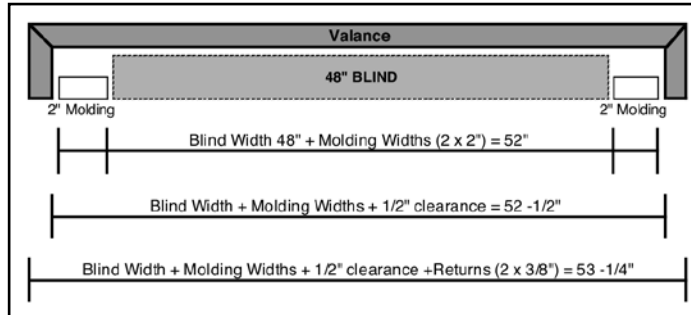 Valance
48" BLIND
2" Molding 2" Molding
Blind Width 48" + Molding Widths (2 x 2") = 52"
Blind Width + Molding Widths + 1/2" clearance = 52 -1/2"
Blind Width + Molding Widths + 1/2" clearance +Returns (2 x 3/8") = 53 -1/4"